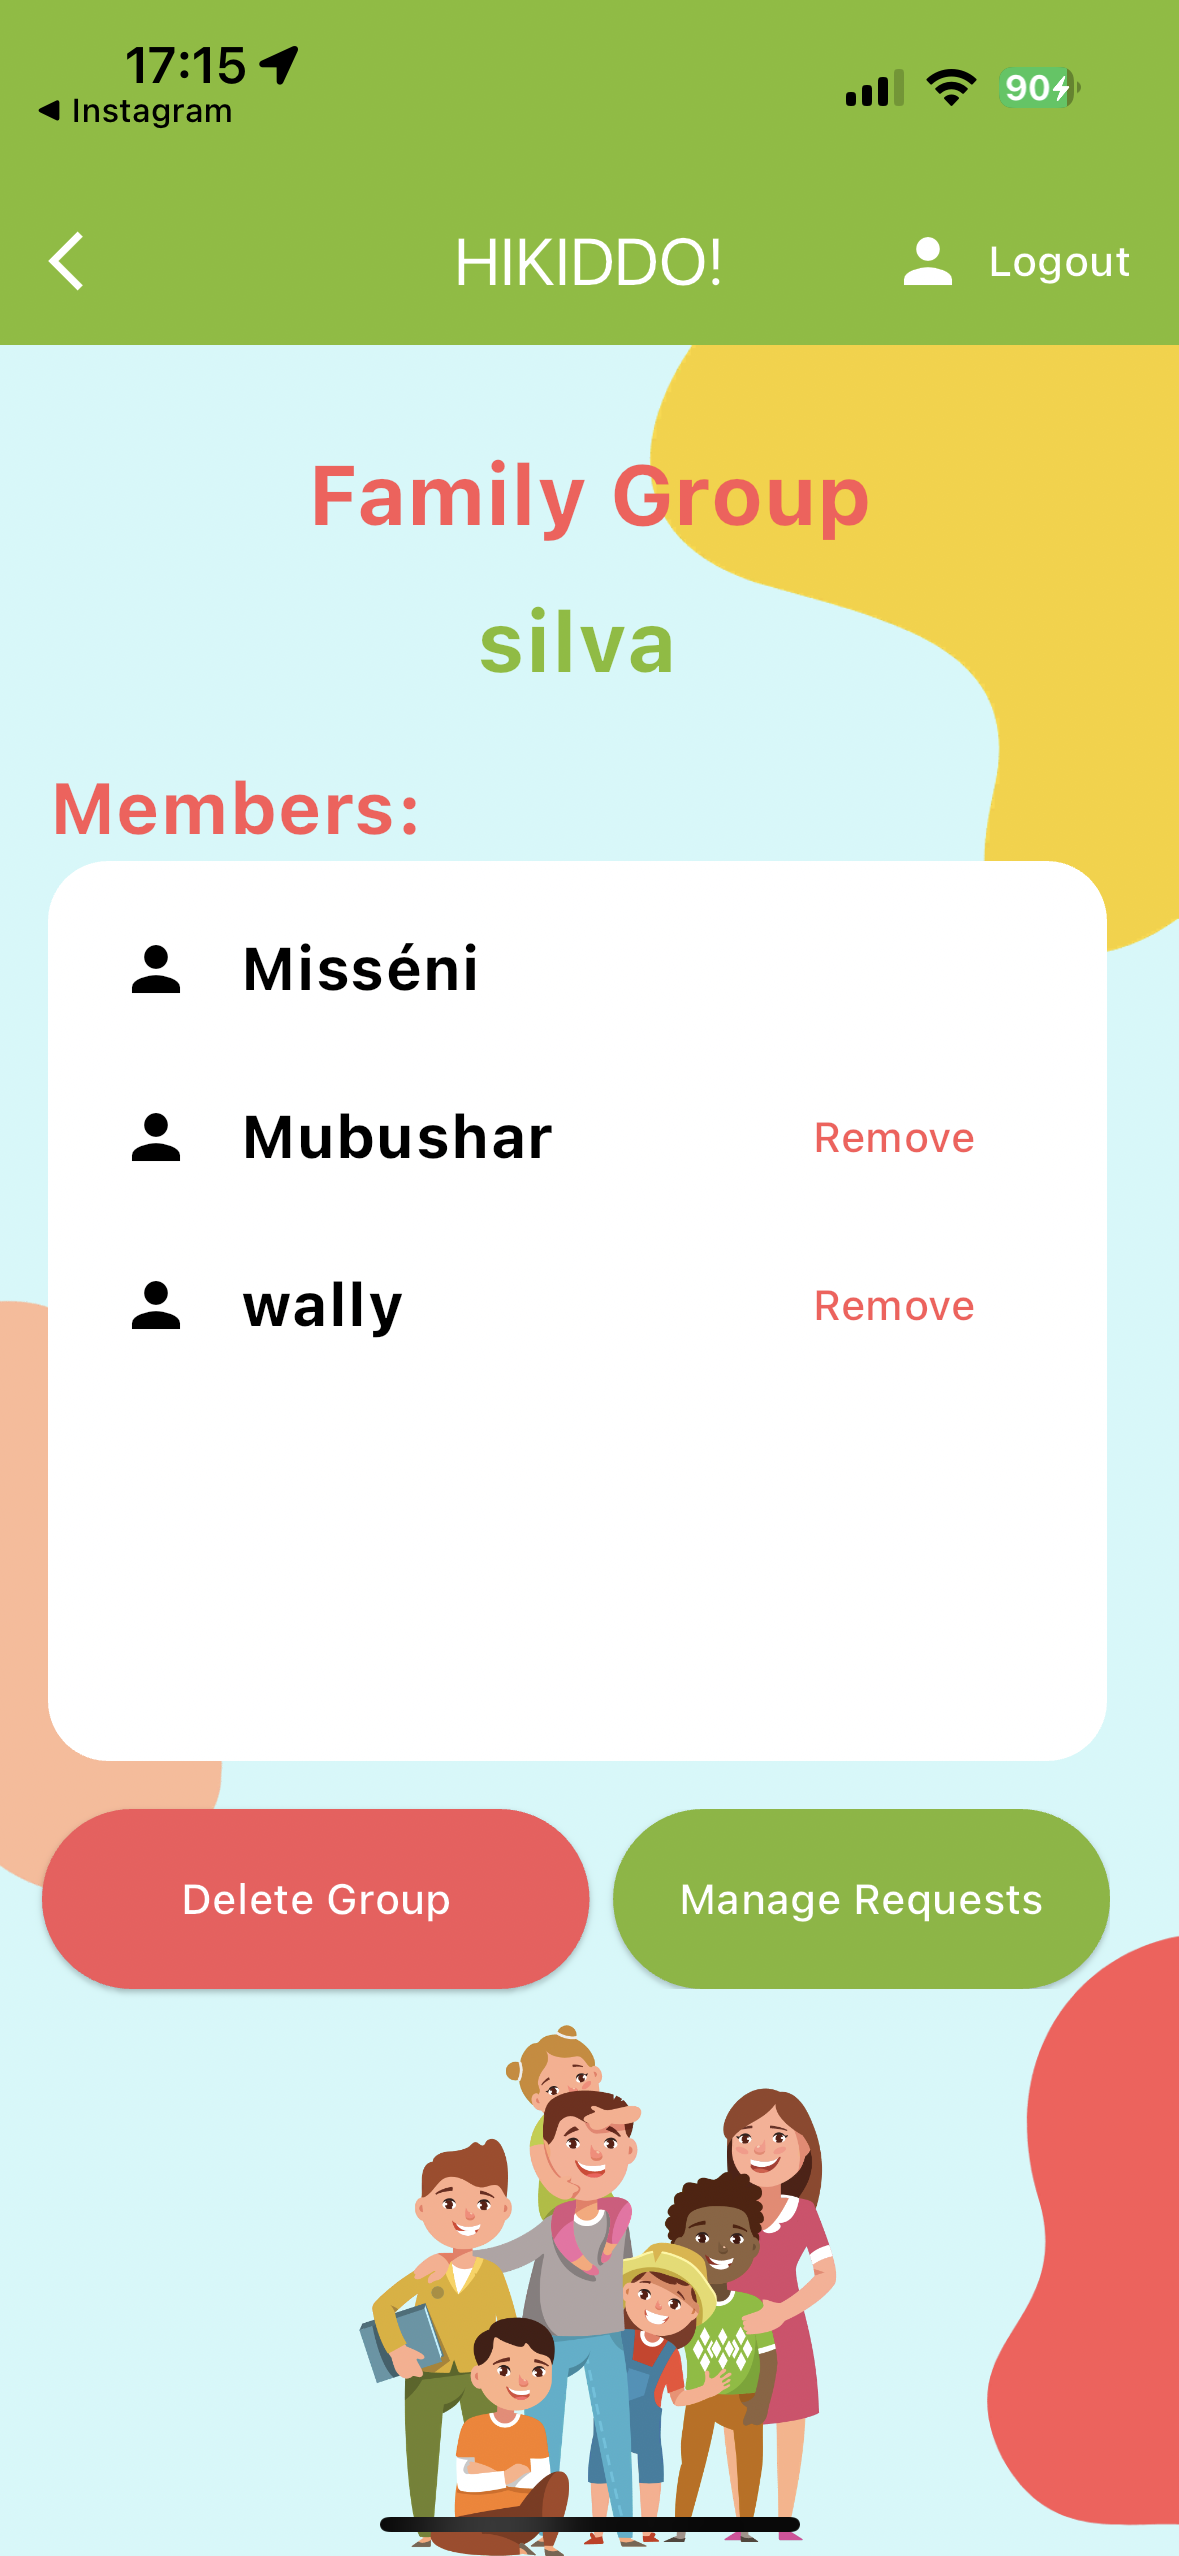 17:15
Instagram
90
HIKIDDO!
Logout
Family Group
silva
Members:
Misséni
Mubushar Remove
wally Remove
Delete Group Manage Requests